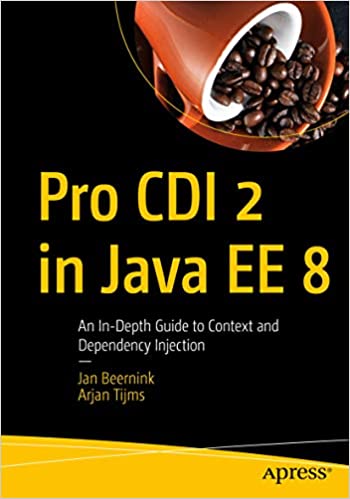 Pro CDI 2
in Java EE 8
An In-Depth Guide to Context and
Dependency Injection
—
Jan Beernink
Arjan Tijms
Apress®